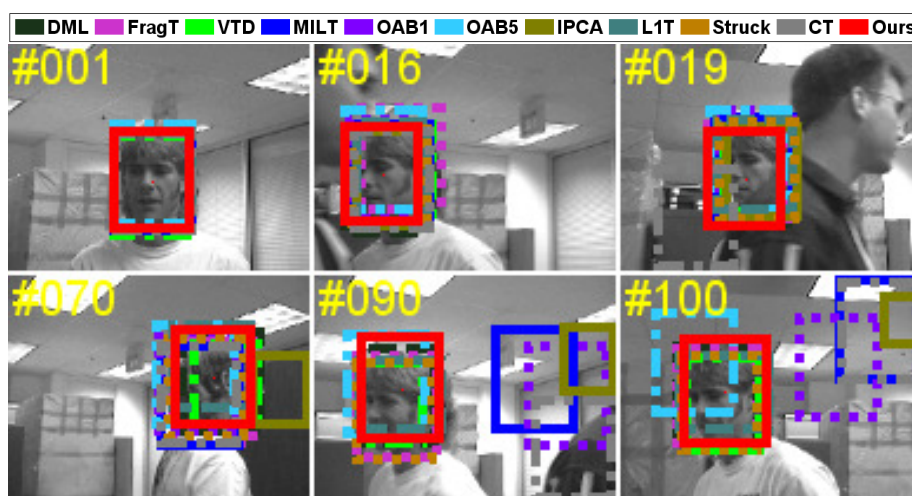 DML FragT VTD MILT OAB1 OAB5 IPCA L1T Struck CT Ours
#001 #016 #019
#070 #090 #100